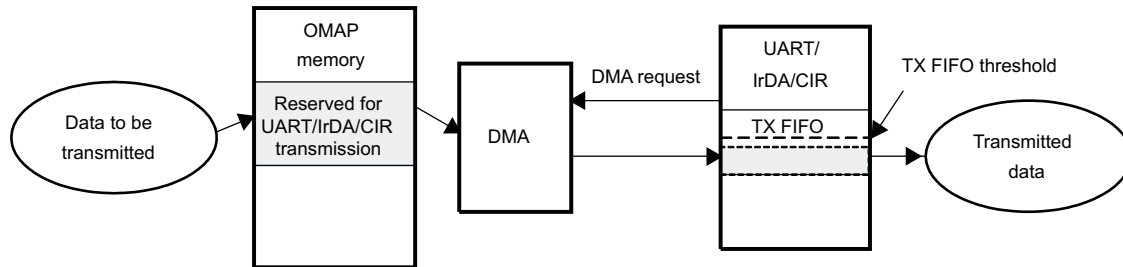 Data to be
transmitted
OMAP
memory
Reserved for
UART/IrDA/CIR
transmission
DMA
DMA request
UART/
IrDA/CIR
TX FIFO
TX FIFO threshold
Transmitted
data